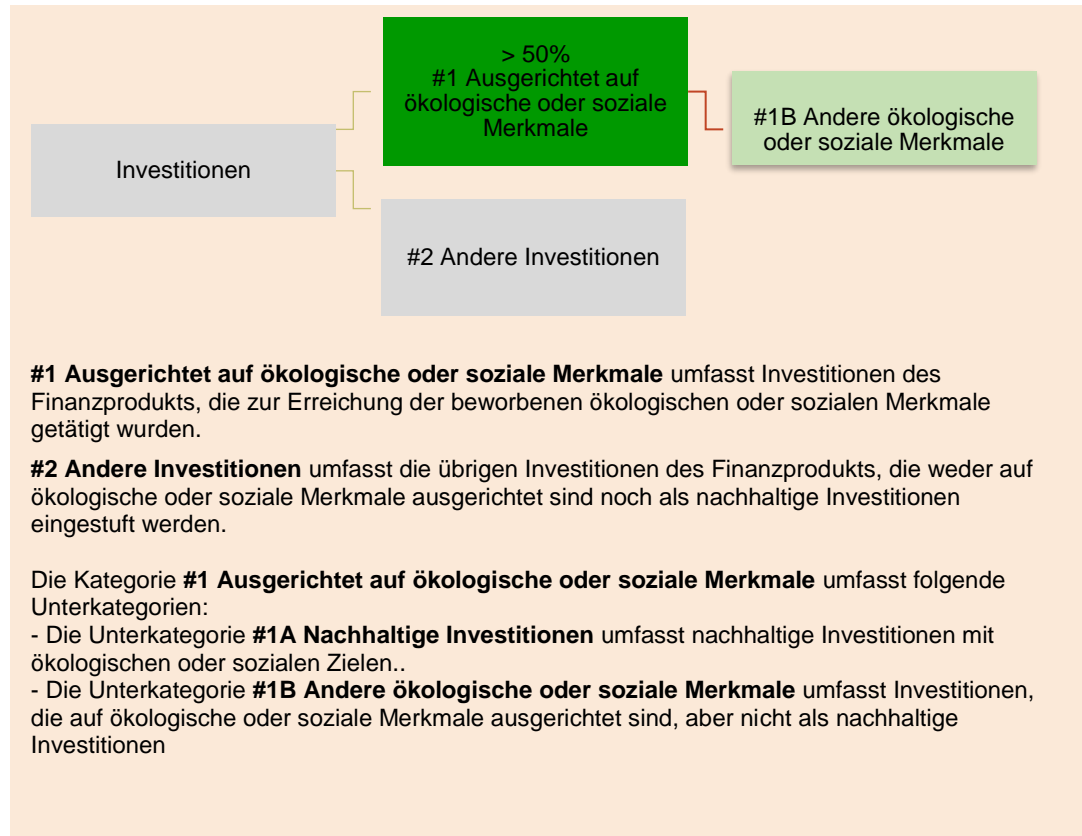 > 50%
#1 Ausgerichtet auf
ökologische oder soziale
Merkmale
#1B Andere ökologische
oder soziale Merkmale
Investitionen
#2 Andere Investitionen
#1 Ausgerichtet auf ökologische oder soziale Merkmale umfasst Investitionen des
Finanzprodukts, die zur Erreichung der beworbenen ökologischen oder sozialen Merkmale
getätigt wurden.
#2 Andere Investitionen umfasst die übrigen Investitionen des Finanzprodukts, die weder auf
ökologische oder soziale Merkmale ausgerichtet sind noch als nachhaltige Investitionen
eingestuft werden.
Die Kategorie #1 Ausgerichtet auf ökologische oder soziale Merkmale umfasst folgende
Unterkategorien:
- Die Unterkategorie #1A Nachhaltige Investitionen umfasst nachhaltige Investitionen mit
ökologischen oder sozialen Zielen..
- Die Unterkategorie #1B Andere ökologische oder soziale Merkmale umfasst Investitionen,
die auf ökologische oder soziale Merkmale ausgerichtet sind, aber nicht als nachhaltige
Investitionen